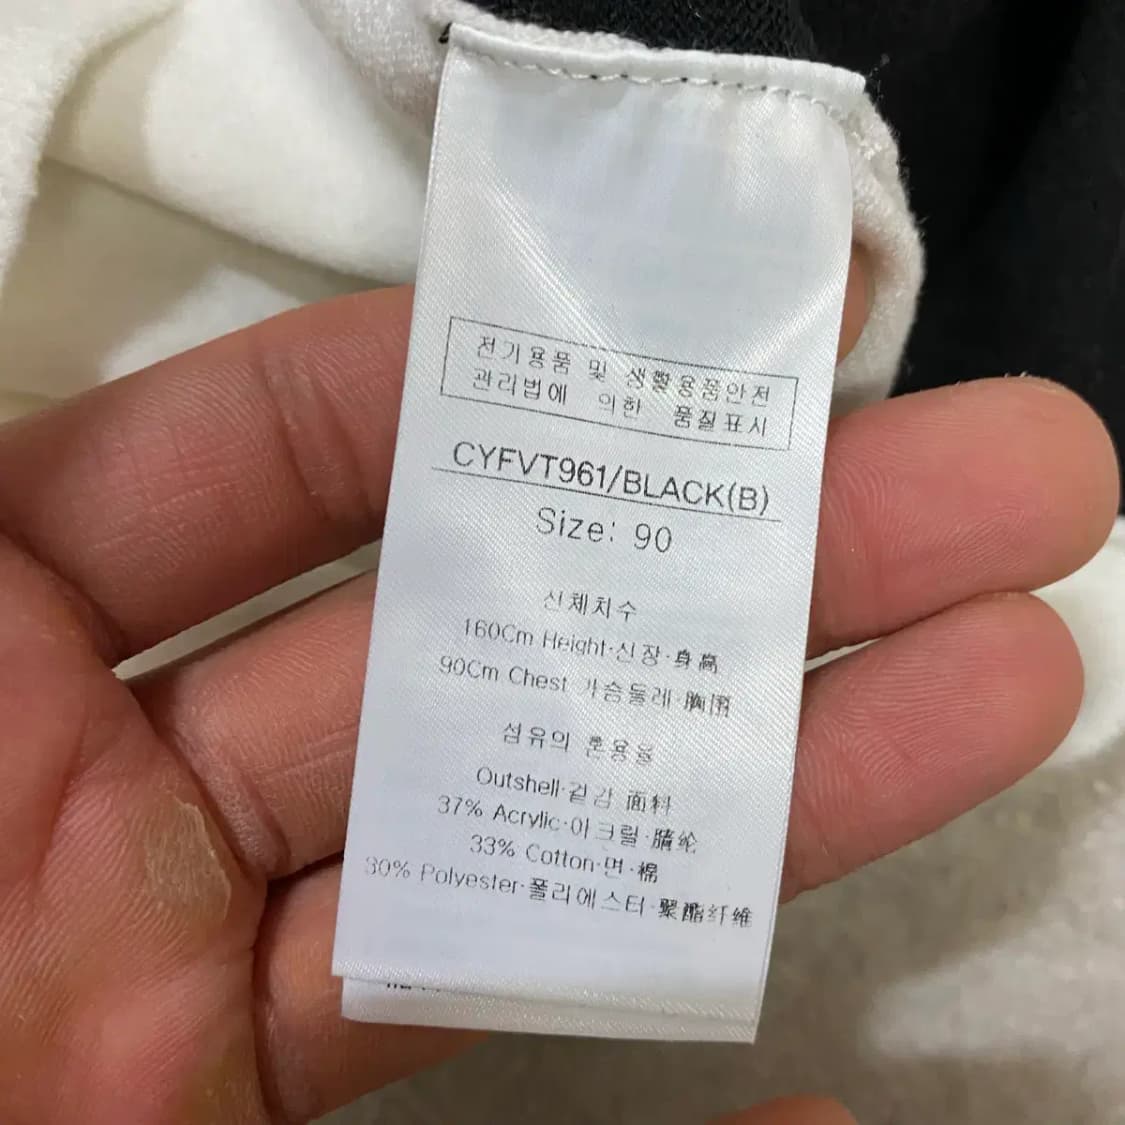 전기용품 및 생활용품안전
관리법에 의한 품질표시
CYFVT961/BLACK(B)
Size: 90
신체치수
160Cm Height·신장·身高
90Cm Chest 가슴둘레·胸围
섬유의 혼용율
Outshell·겉감 面料
37% Acrylic·아크릴·腈纶
33% Cotton·면·棉
30% Polyester·폴리에스터·聚酯纤维